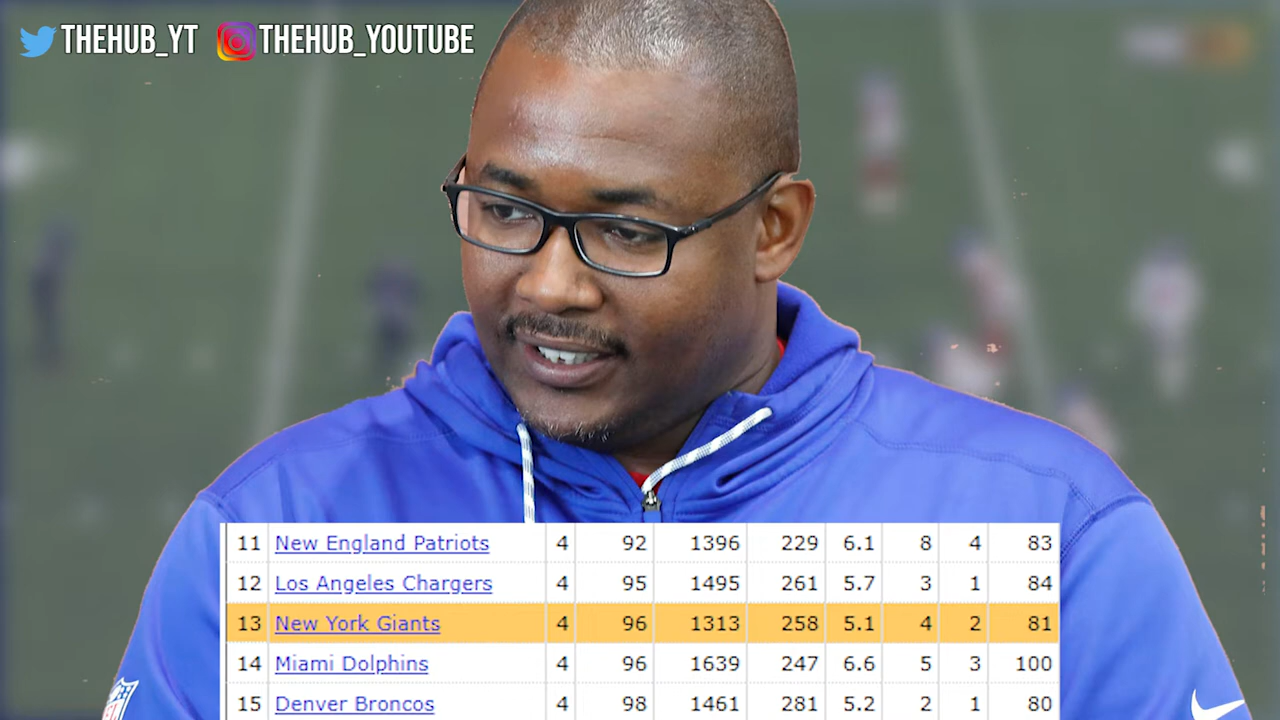 THEHUB_YT THEHUB_YOUTUBE
11 New England Patriots 4 92 1396 229 6.1 8 4 83
12 Los Angeles Chargers 4 95 1495 261 5.7 3 1 84
13 New York Giants 4 96 1313 258 5.1 4 2 81
14 Miami Dolphins 4 96 1639 247 6.6 5 3 100
15 Denver Broncos 4 98 1461 281 5.2 2 1 80